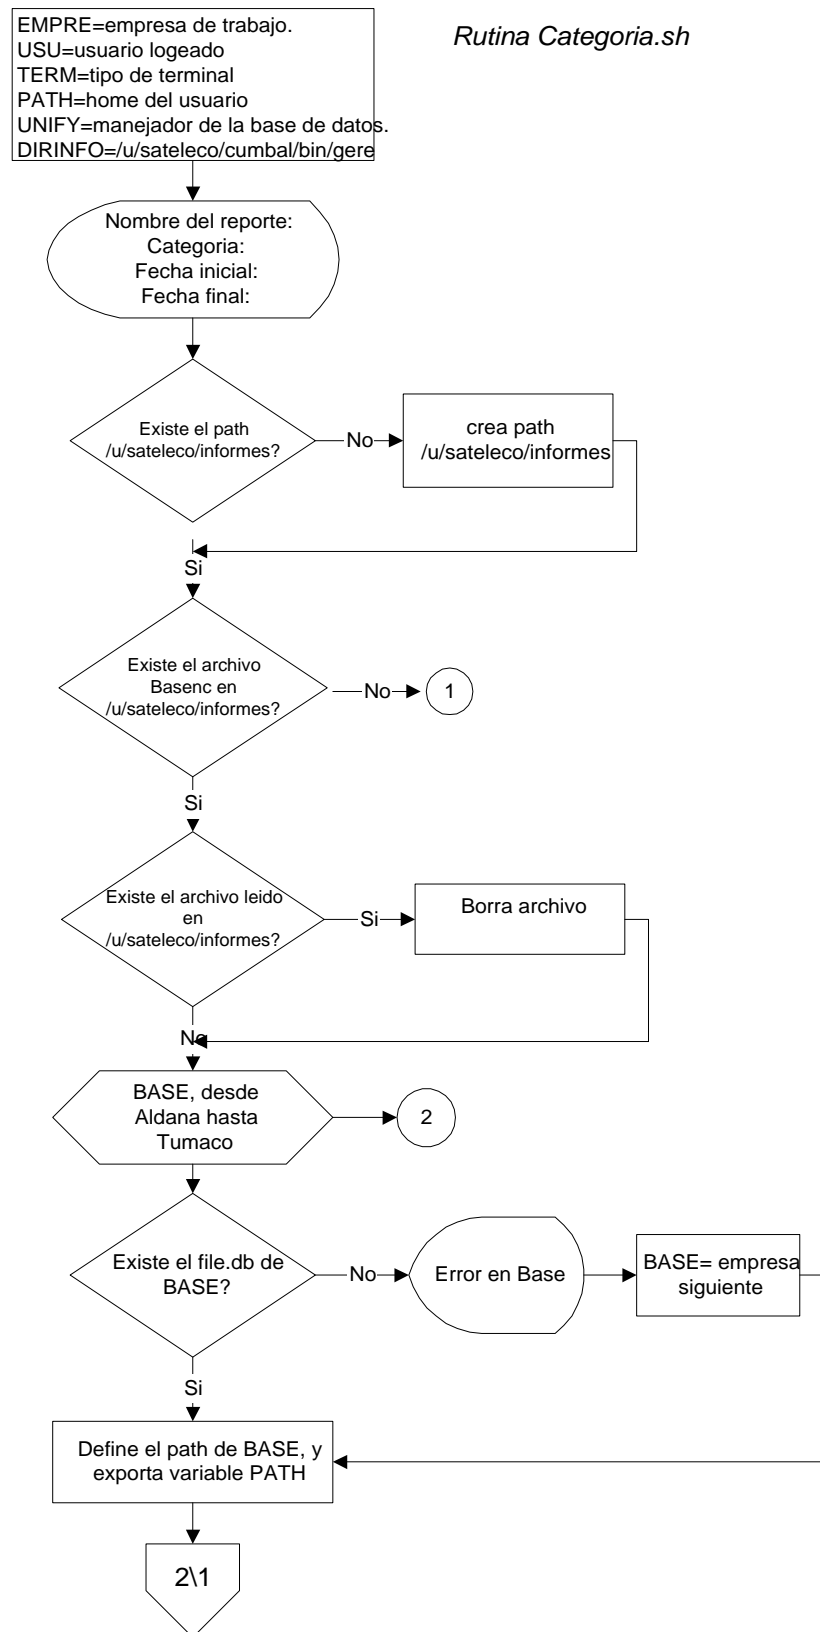 Rutina Categoria.sh
EMPRE=empresa de trabajo.
USU=usuario logeado
TERM=tipo de terminal
PATH=home del usuario
UNIFY=manejador de la base de datos.
DIRINFO=/u/sateleco/cumbal/bin/gere
Nombre del reporte:
Categoria:
Fecha inicial:
Fecha final:
Existe el path
/u/sateleco/informes?
No
crea path
/u/sateleco/informes
Si
Existe el archivo
Basenc en
/u/sateleco/informes?
No
1
Si
Existe el archivo leido
en
/u/sateleco/informes?
Si
Borra archivo
No
BASE, desde
Aldana hasta
Tumaco
2
Existe el file.db de
BASE?
No
Error en Base
BASE= empresa
siguiente
Si
Define el path de BASE, y
exporta variable PATH
2\1